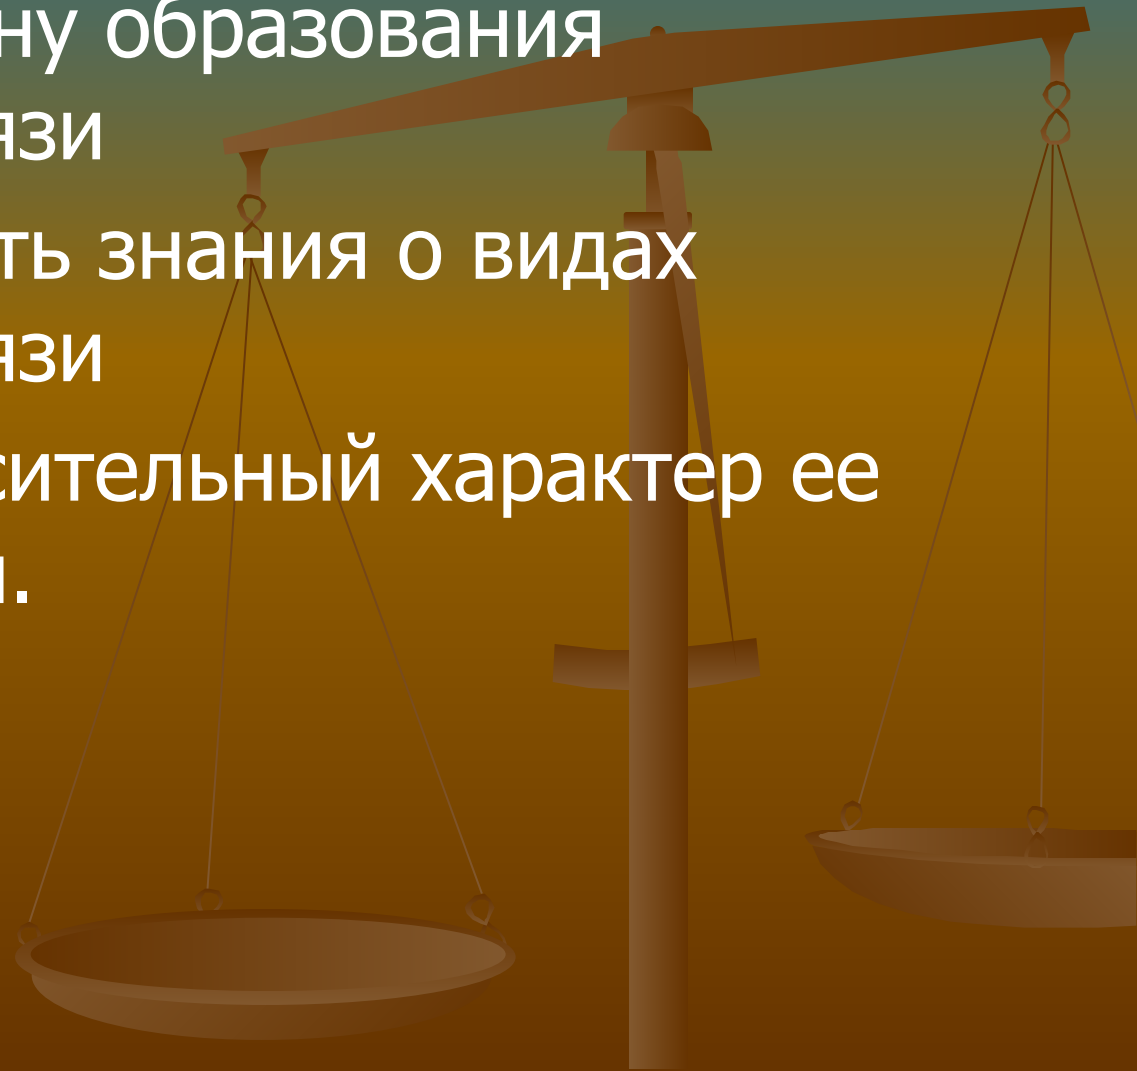 ну образования
язи
ть знания о видах
язи
сительный характер ее
.